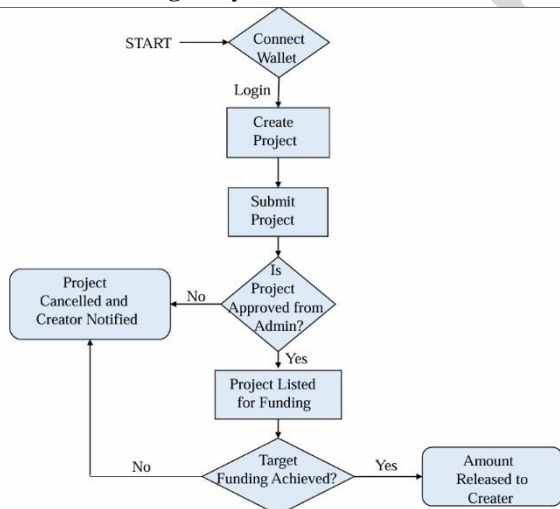 START
Connect
Wallet
Login
Create
Project
Submit
Project
Is
Project
Approved from
Admin?
No
Project
Cancelled and
Creator Notified
Yes
Project Listed
for Funding
Target
Funding Achieved?
No
Yes
Amount
Released to
Creater